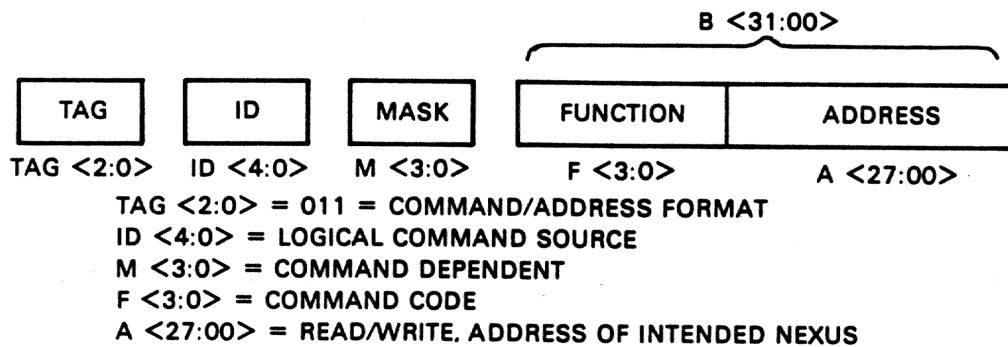 B <31:00>
TAG ID MASK FUNCTION ADDRESS
TAG <2:0> ID <4:0> M <3:0> F <3:0> A <27:00>
TAG <2:0> = 011 = COMMAND/ADDRESS FORMAT
ID <4:0> = LOGICAL COMMAND SOURCE
M <3:0> = COMMAND DEPENDENT
F <3:0> = COMMAND CODE
A <27:00> = READ/WRITE, ADDRESS OF INTENDED NEXUS